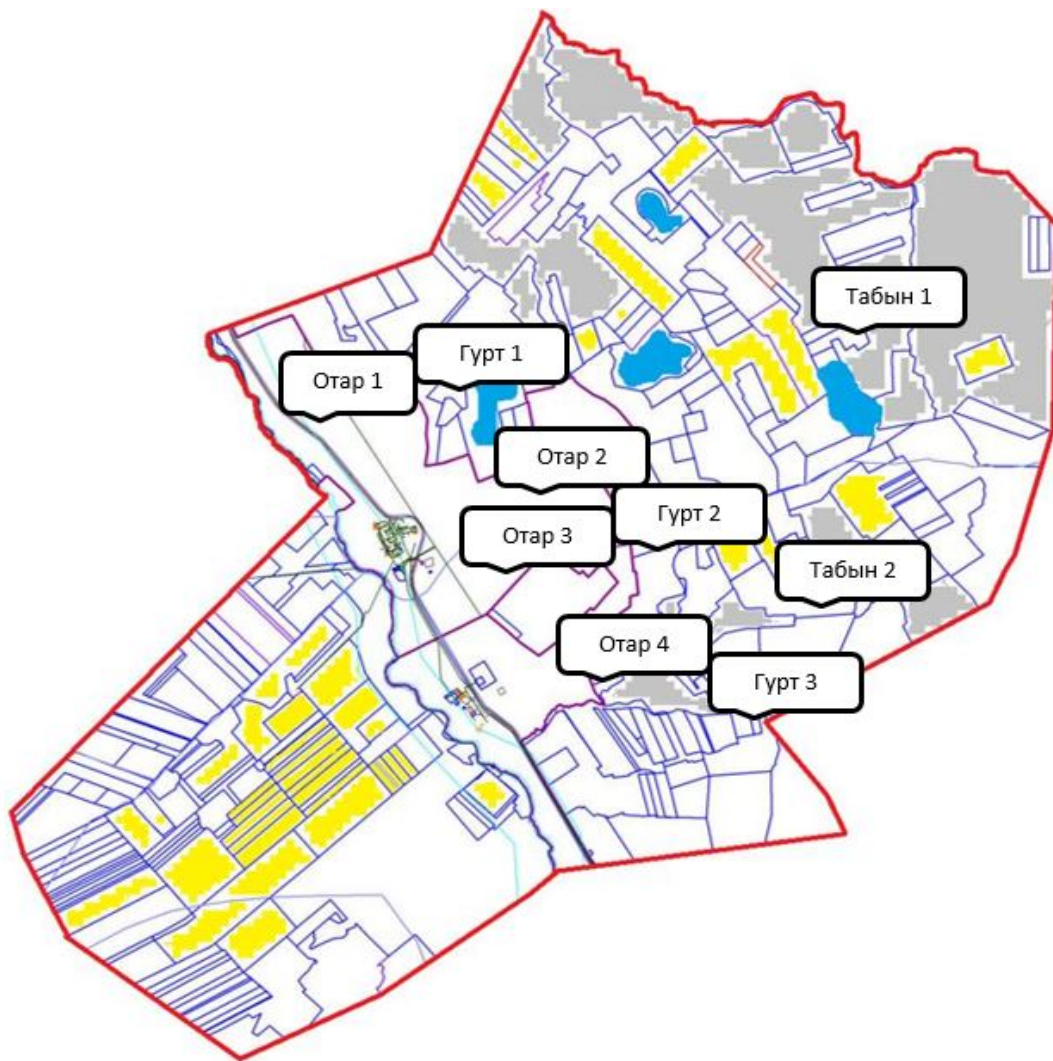 Табын 1
Гурт 1
Отар 1
Отар 2
Гурт 2
Отар 3
Табын 2
Отар 4
Гурт 3